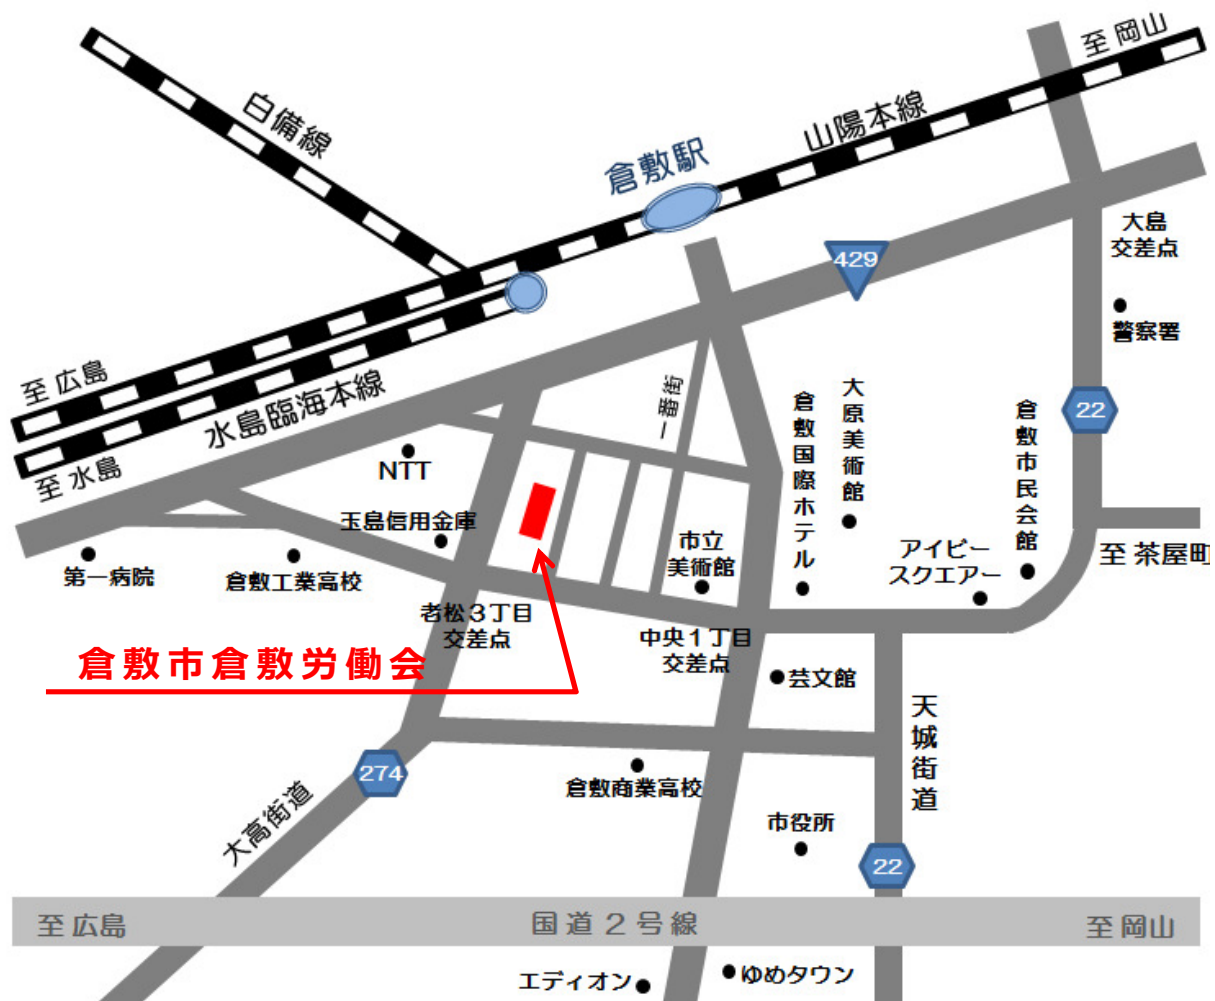 至 岡山
山陽本線
白備線
倉敷駅
429
大島
交差点
警察署
22
至 広島
水島臨海本線
至 水島
一番街
倉敷国際ホテル
大原美術館
倉敷市民会館
NTT
玉島信用金庫
第一病院
倉敷工業高校
市立
美術館
アイビー
スクエアー
至 茶屋町
老松3丁目
交差点
中央1丁目
交差点
倉敷市倉敷労働会
芸文館
天城街道
274
大高街道
倉敷商業高校
市役所
22
至 広島
国道2号線
至 岡山
エディオン
ゆめタウン